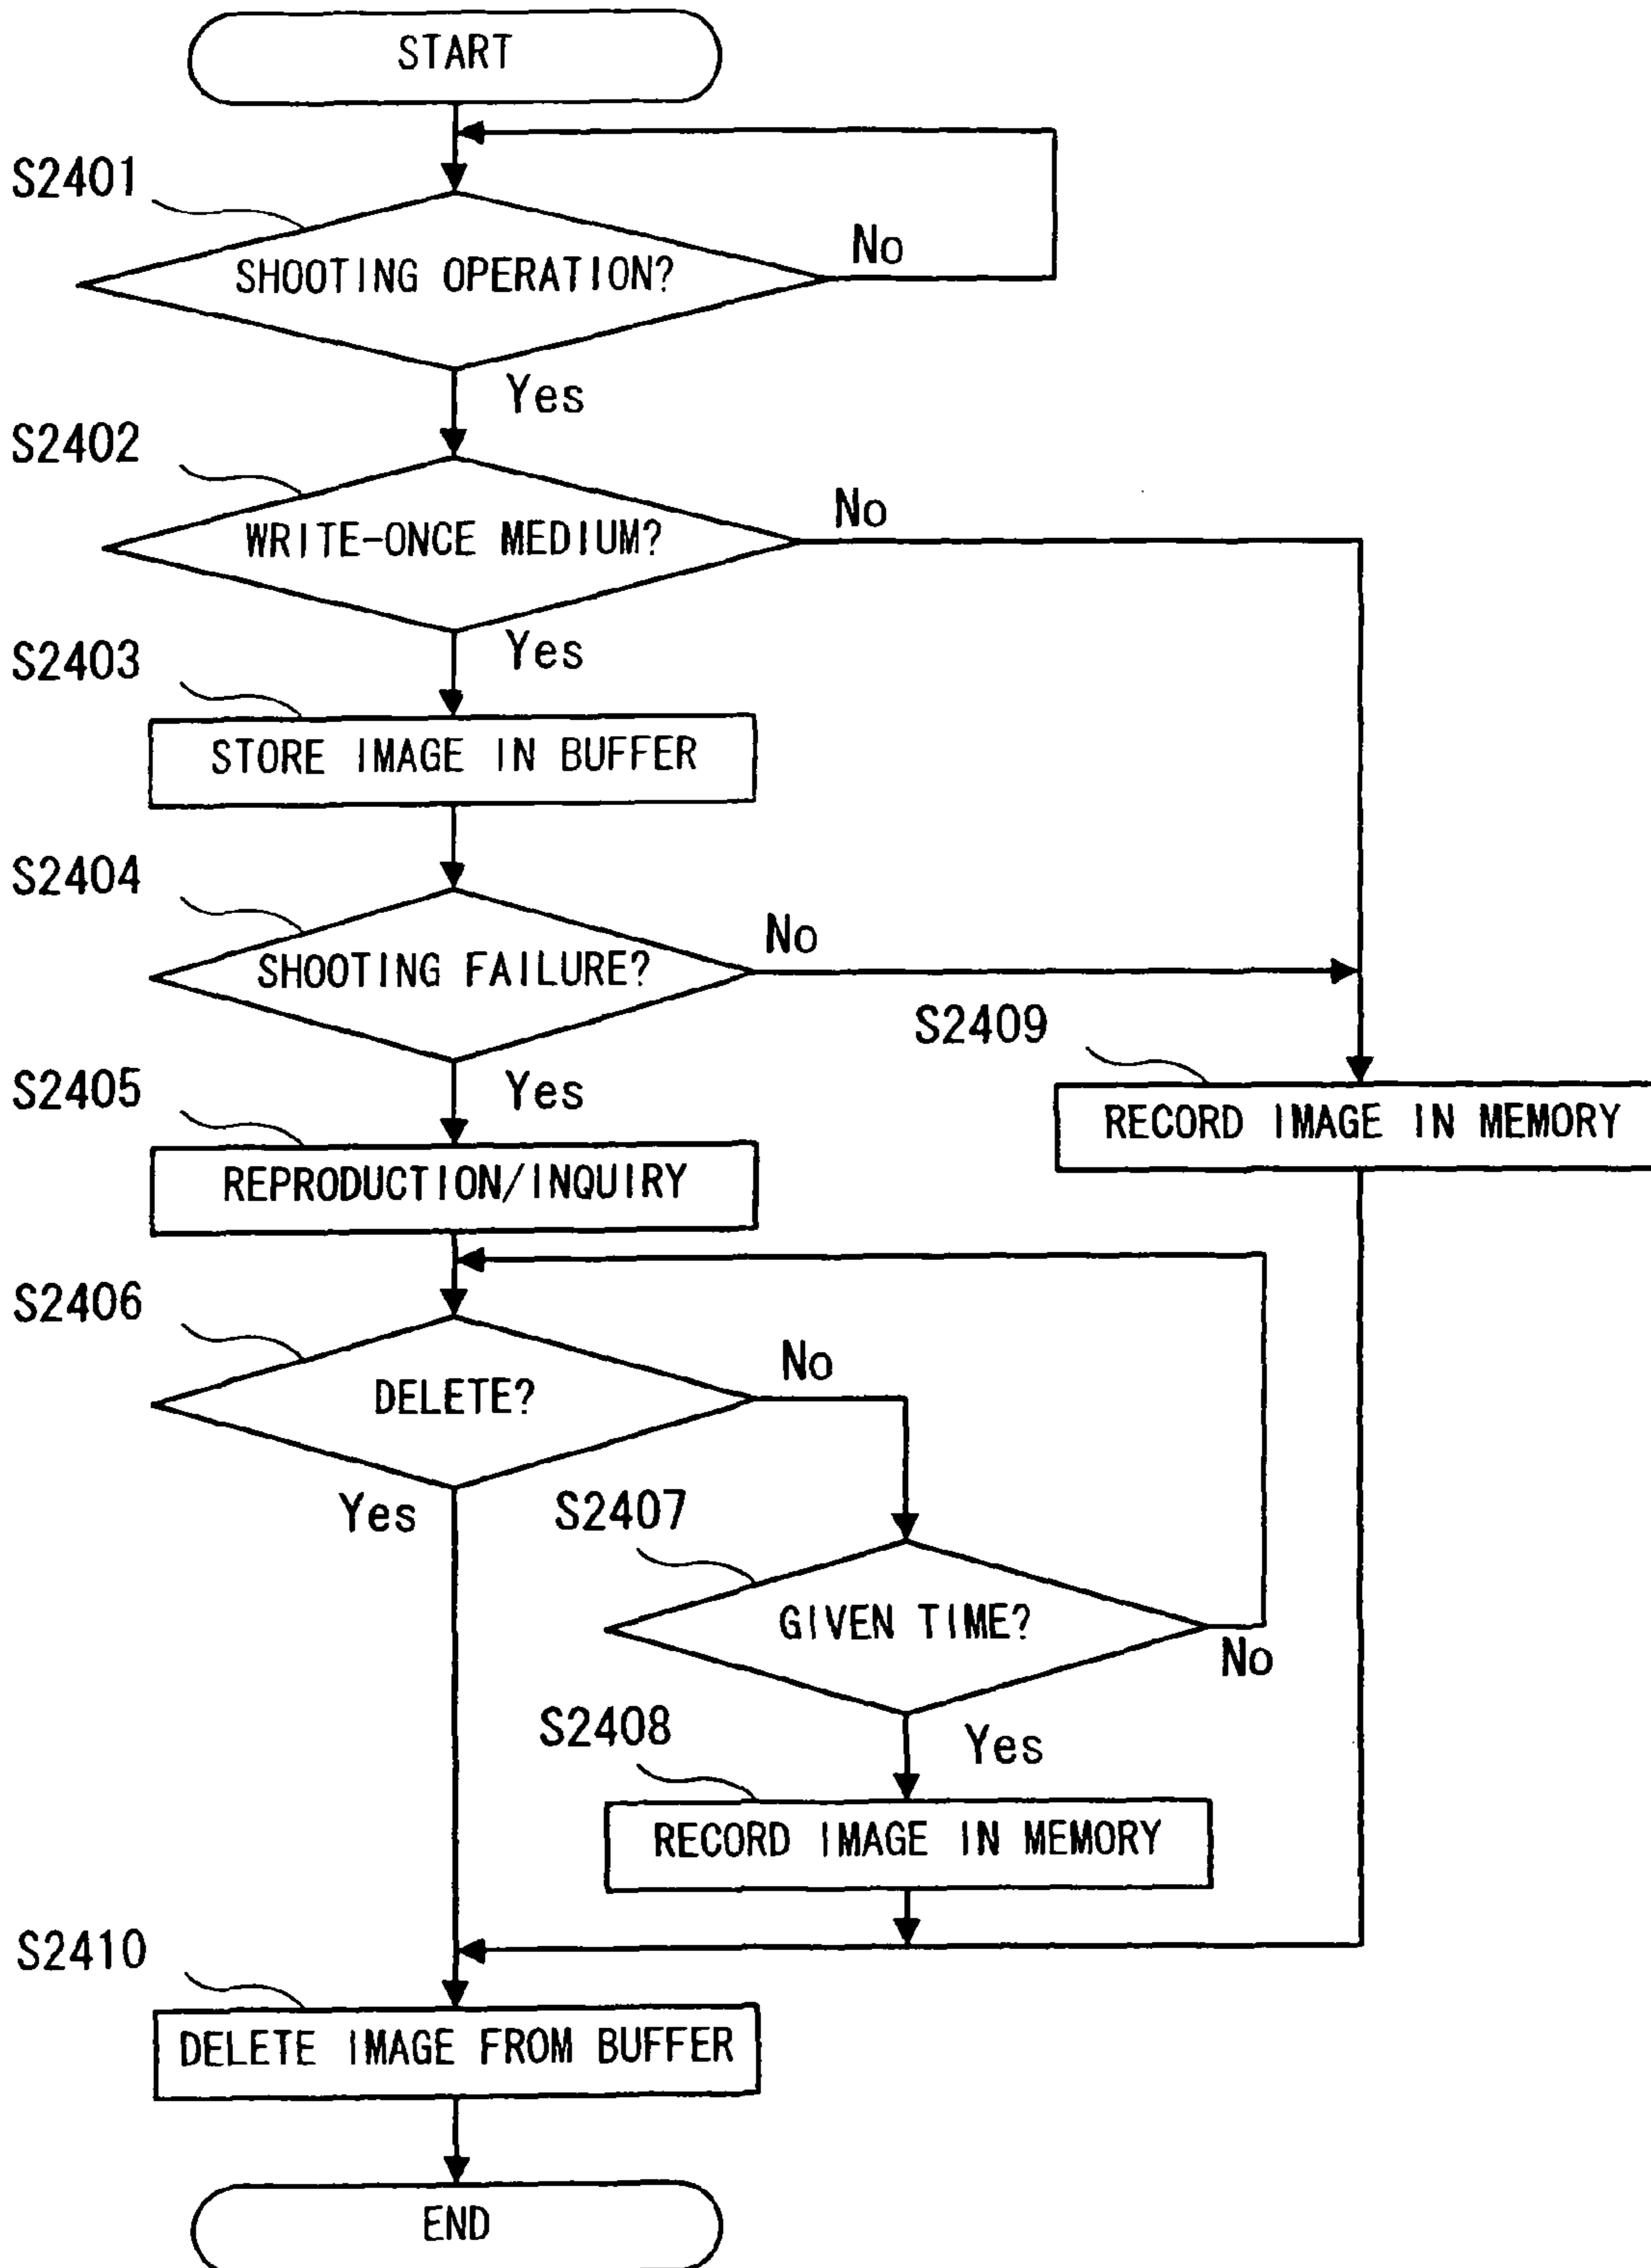 START
S2401
No
SHOOTING OPERATION?
Yes
S2402
No
WRITE-ONCE MEDIUM?
Yes
S2403
STORE IMAGE IN BUFFER
S2404
No
SHOOTING FAILURE?
S2409
Yes
S2405
RECORD IMAGE IN MEMORY
REPRODUCTION/INQUIRY
S2406
No
DELETE?
Yes
S2407
GIVEN TIME?
No
S2408
Yes
RECORD IMAGE IN MEMORY
S2410
DELETE IMAGE FROM BUFFER
END